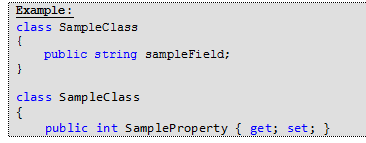 Example:
class SampleClass
{
    public string sampleField;
}
class SampleClass
{
    public int SampleProperty { get; set; }